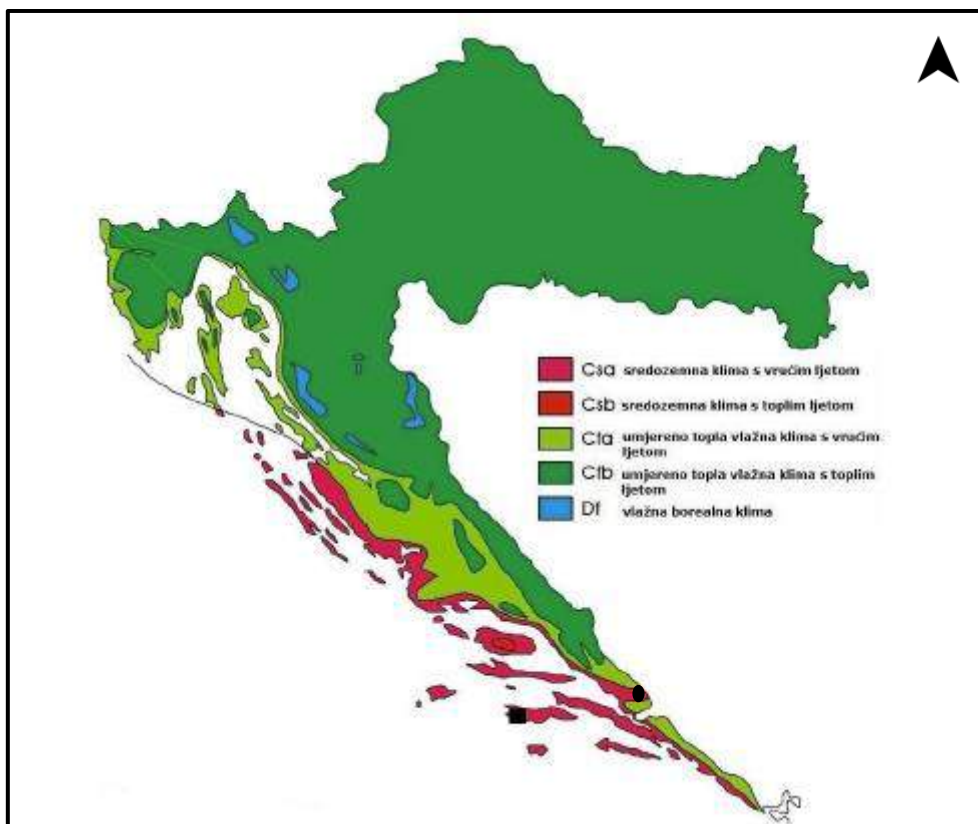 Csa sredozemna klima s vrućim ljetom
Csb sredozemna klima s toplim ljetom
Cfa umjereno topla vlažna klima s vrućim
ljetom
Cfb umjereno topla vlažna klima s toplim
ljetom
Df vlažna borealna klima